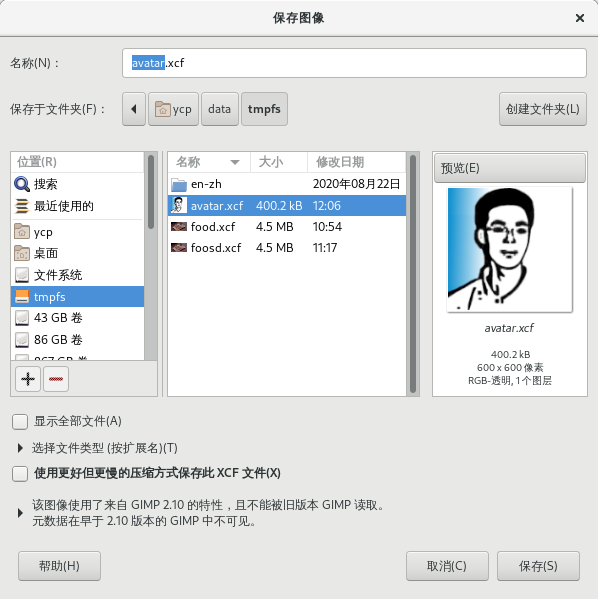 保存图像
名称(N)：
avatar.xcf
保存于文件夹(F)：
ycp
data
tmpfs
创建文件夹(L)
位置(R)
搜索
最近使用的
ycp
桌面
文件系统
tmpfs
43 GB 卷
86 GB 卷
867 GB 卷
名称 大小 修改日期
en-zh 2020年08月22日
avatar.xcf 400.2 kB 12:06
food.xcf 4.5 MB 10:54
foosd.xcf 4.5 MB 11:17
预览(E)
avatar.xcf
400.2 kB
600 x 600 像素
RGB-透明, 1个图层
显示全部文件(A)
选择文件类型 (按扩展名)(T)
使用更好但更慢的压缩方式保存此 XCF 文件(X)
该图像使用了来自 GIMP 2.10 的特性，且不能被旧版本 GIMP 读取。
元数据在早于 2.10 版本的 GIMP 中不可见。
帮助(H)
取消(C)
保存(S)